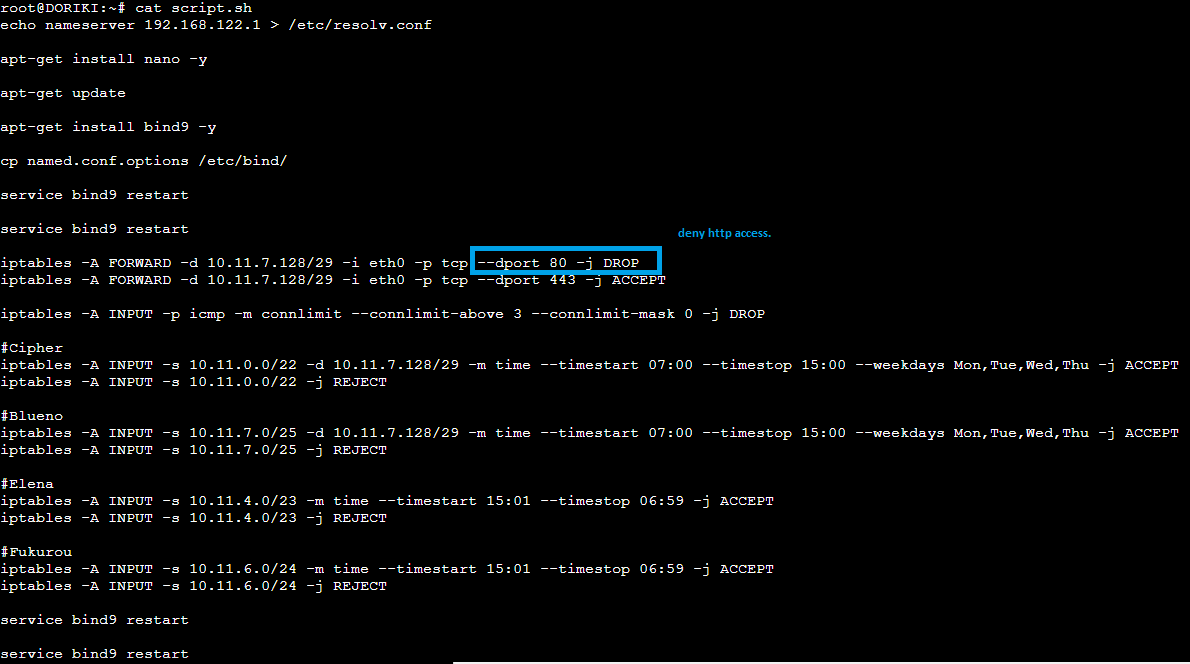 root@DORIKI:~# cat script.sh
echo nameserver 192.168.122.1 > /etc/resolv.conf
apt-get install nano -y
apt-get update
apt-get install bind9 -y
cp named.conf.options /etc/bind/
service bind9 restart
service bind9 restart
deny http access.
iptables -A FORWARD -d 10.11.7.128/29 -i eth0 -p tcp --dport 80 -j DROP
iptables -A FORWARD -d 10.11.7.128/29 -i eth0 -p tcp --dport 443 -j ACCEPT
iptables -A INPUT -p icmp -m connlimit --connlimit-above 3 --connlimit-mask 0 -j DROP
#Cipher
iptables -A INPUT -s 10.11.0.0/22 -d 10.11.7.128/29 -m time --timestart 07:00 --timestop 15:00 --weekdays Mon,Tue,Wed,Thu -j ACCEPT
iptables -A INPUT -s 10.11.0.0/22 -j REJECT
#Blueno
iptables -A INPUT -s 10.11.7.0/25 -d 10.11.7.128/29 -m time --timestart 07:00 --timestop 15:00 --weekdays Mon,Tue,Wed,Thu -j ACCEPT
iptables -A INPUT -s 10.11.7.0/25 -j REJECT
#Elena
iptables -A INPUT -s 10.11.4.0/23 -m time --timestart 15:01 --timestop 06:59 -j ACCEPT
iptables -A INPUT -s 10.11.4.0/23 -j REJECT
#Fukurou
iptables -A INPUT -s 10.11.6.0/24 -m time --timestart 15:01 --timestop 06:59 -j ACCEPT
iptables -A INPUT -s 10.11.6.0/24 -j REJECT
service bind9 restart
service bind9 restart